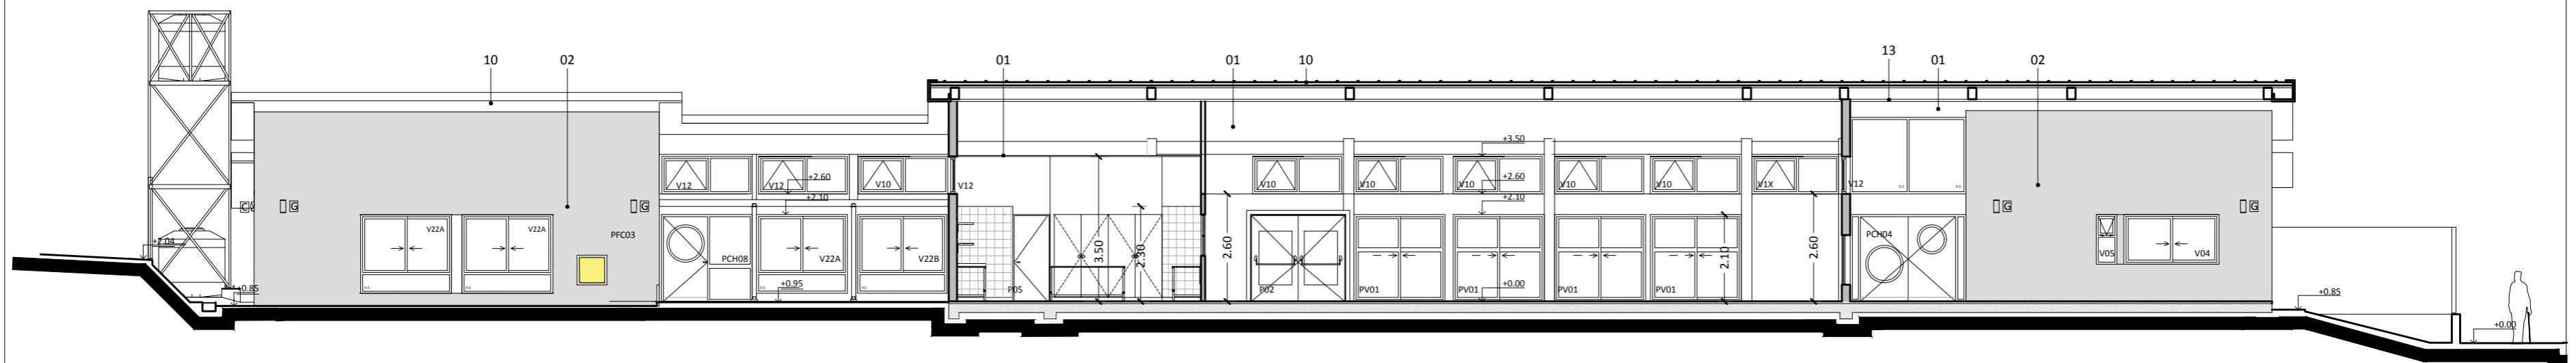 10
02
01
01
10
13
01
02
+3.50
+2.60
+2.60
+2.10
+2.10
V12
V12
V10
V12
V10
V10
V10
V10
V10
V1X
V12
G
G
G
G
V22A
V22A
PFC03
+2.04
+0.85
PCH08
V22A
V22B
+0.95
P05
3.50
2.30
2.60
P02
PV01
PV01
PV01
PV01
+0.00
2.10
2.60
PCH04
V05
V04
+0.85
+0.00